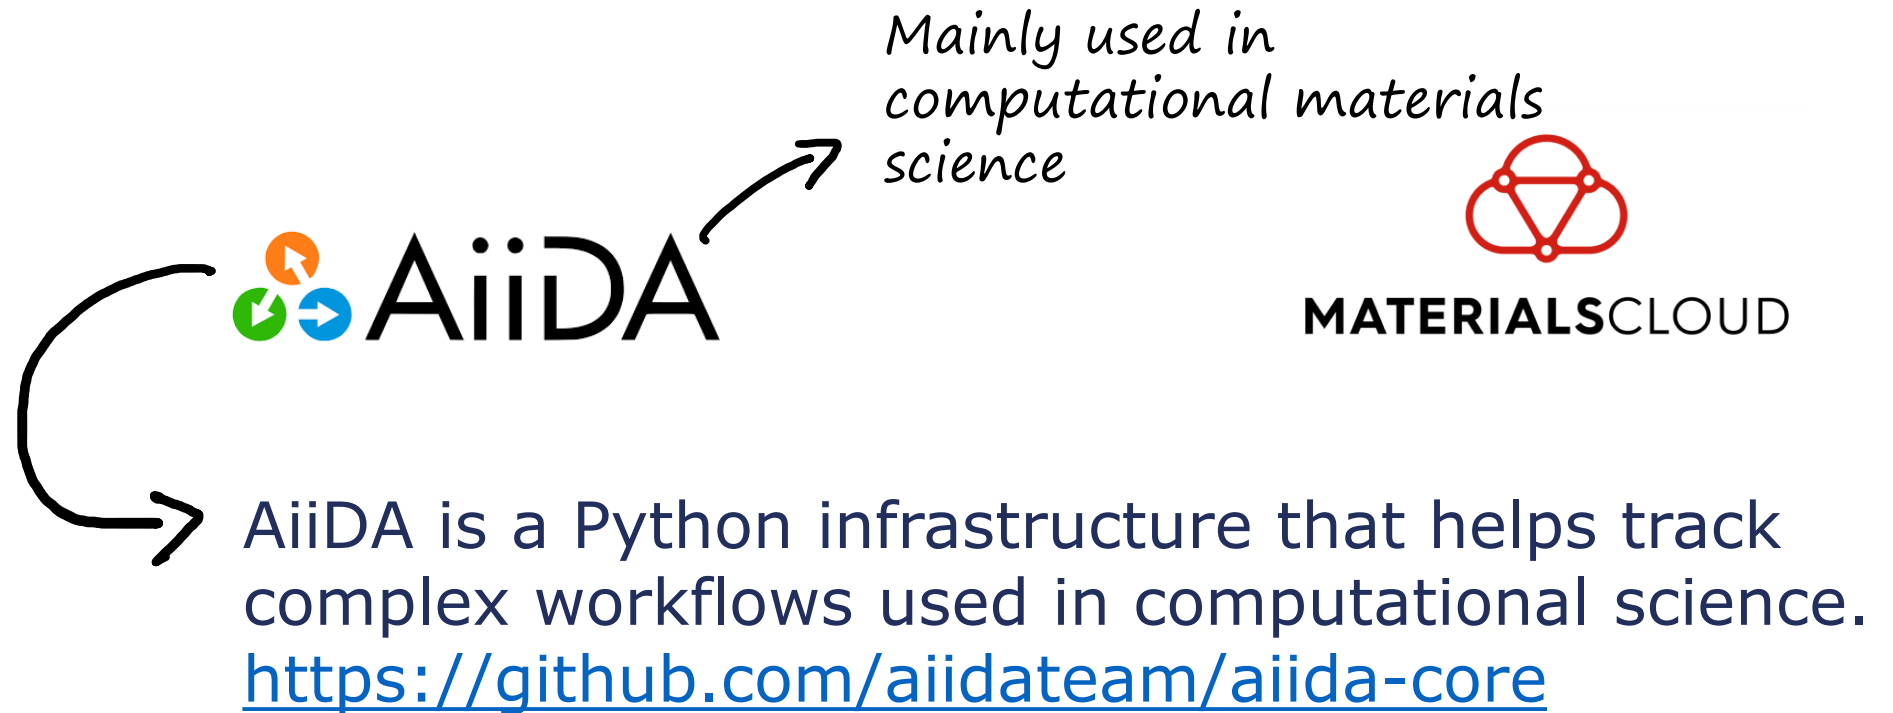 Mainly used in
computational materials
science
AiiDA
MATERIALSCLOUD
AiiDA is a Python infrastructure that helps track
complex workflows used in computational science.
https://github.com/aiidateam/aiida-core